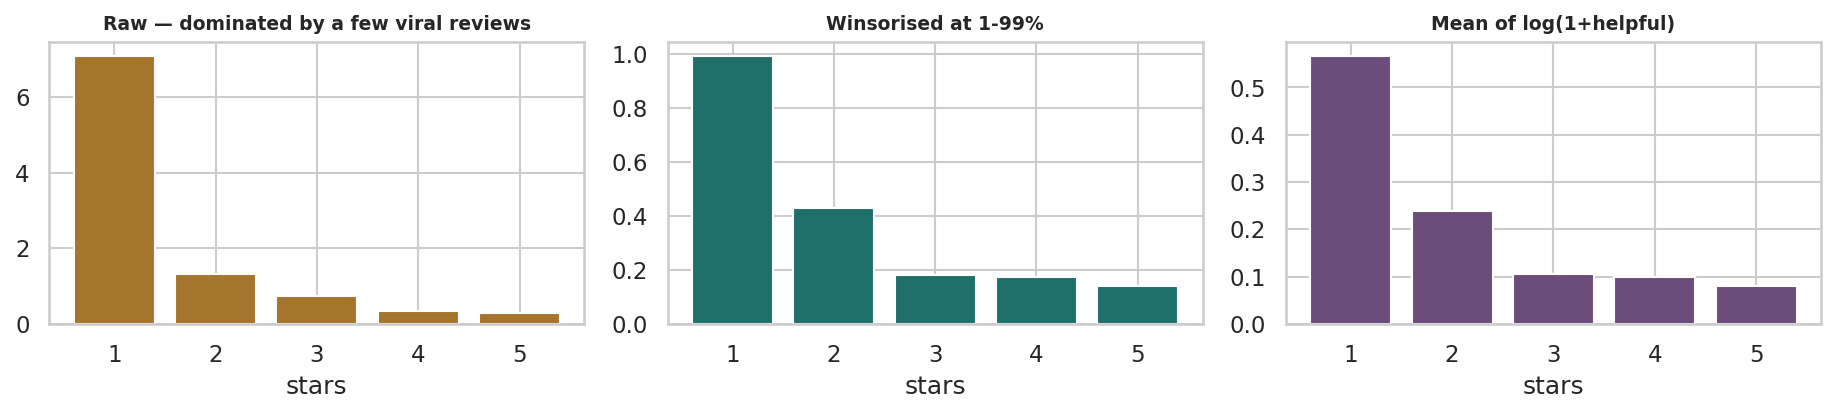 Raw — dominated by a few viral reviews
6
4
2
0
1 2 3 4 5
stars
Winsorised at 1-99%
1.0
0.8
0.6
0.4
0.2
0.0
1 2 3 4 5
stars
Mean of log(1+helpful)
0.5
0.4
0.3
0.2
0.1
0.0
1 2 3 4 5
stars